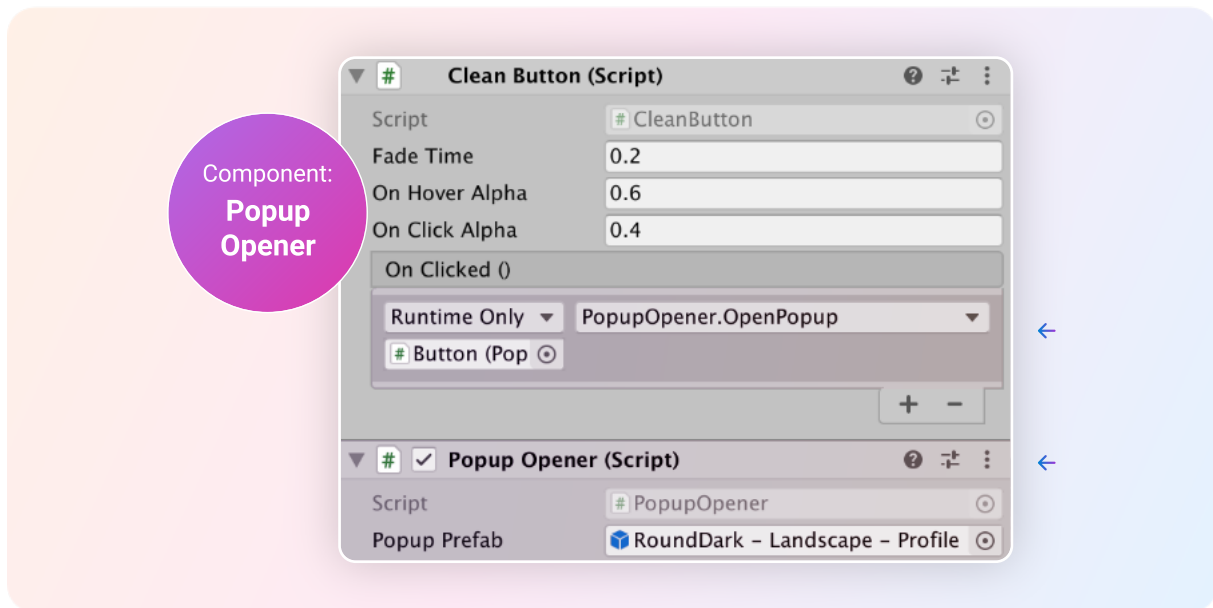 Clean Button (Script)
Script
# CleanButton
Fade Time
0.2
On Hover Alpha
0.6
On Click Alpha
0.4
Component:
Popup
Opener
On Clicked ()
Runtime Only
PopupOpener.OpenPopup
# Button (Pop
+ −
# Popup Opener (Script)
Script
# PopupOpener
Popup Prefab
RoundDark – Landscape – Profile